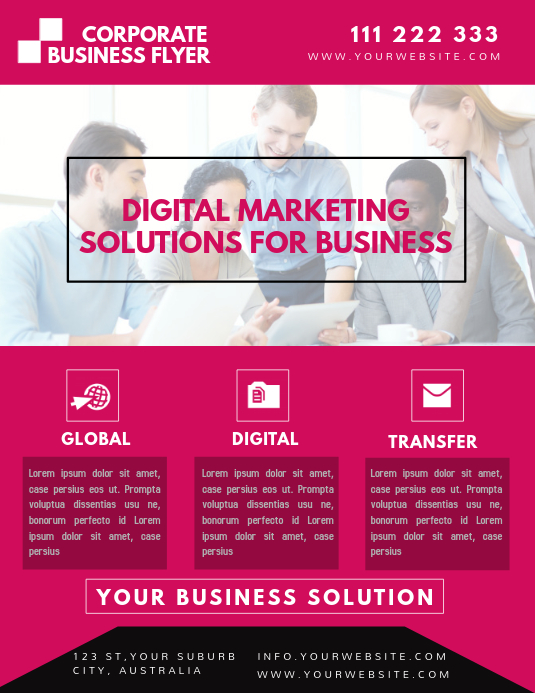 CORPORATE
BUSINESS FLYER
111 222 333
WWW.YOURWEBSITE.COM
DIGITAL MARKETING
SOLUTIONS FOR BUSINESS
GLOBAL
Lorem ipsum dolor sit amet,
case persius eos ut. Prompta
voluptua dissentias usu ne,
bonorum perfecto id Lorem
ipsum dolor sit amet, case
persius
DIGITAL
Lorem ipsum dolor sit amet,
case persius eos ut. Prompta
voluptua dissentias usu ne,
bonorum perfecto id Lorem
ipsum dolor sit amet, case
persius
TRANSFER
Lorem ipsum dolor sit amet,
case persius eos ut. Prompta
voluptua dissentias usu ne,
bonorum perfecto id Lorem
ipsum dolor sit amet, case
persius
YOUR BUSINESS SOLUTION
123 ST,YOUR SUBURB
CITY, AUSTRALIA
INFO.YOURWEBSITE.COM
WWW.YOURWEBSITE.COM